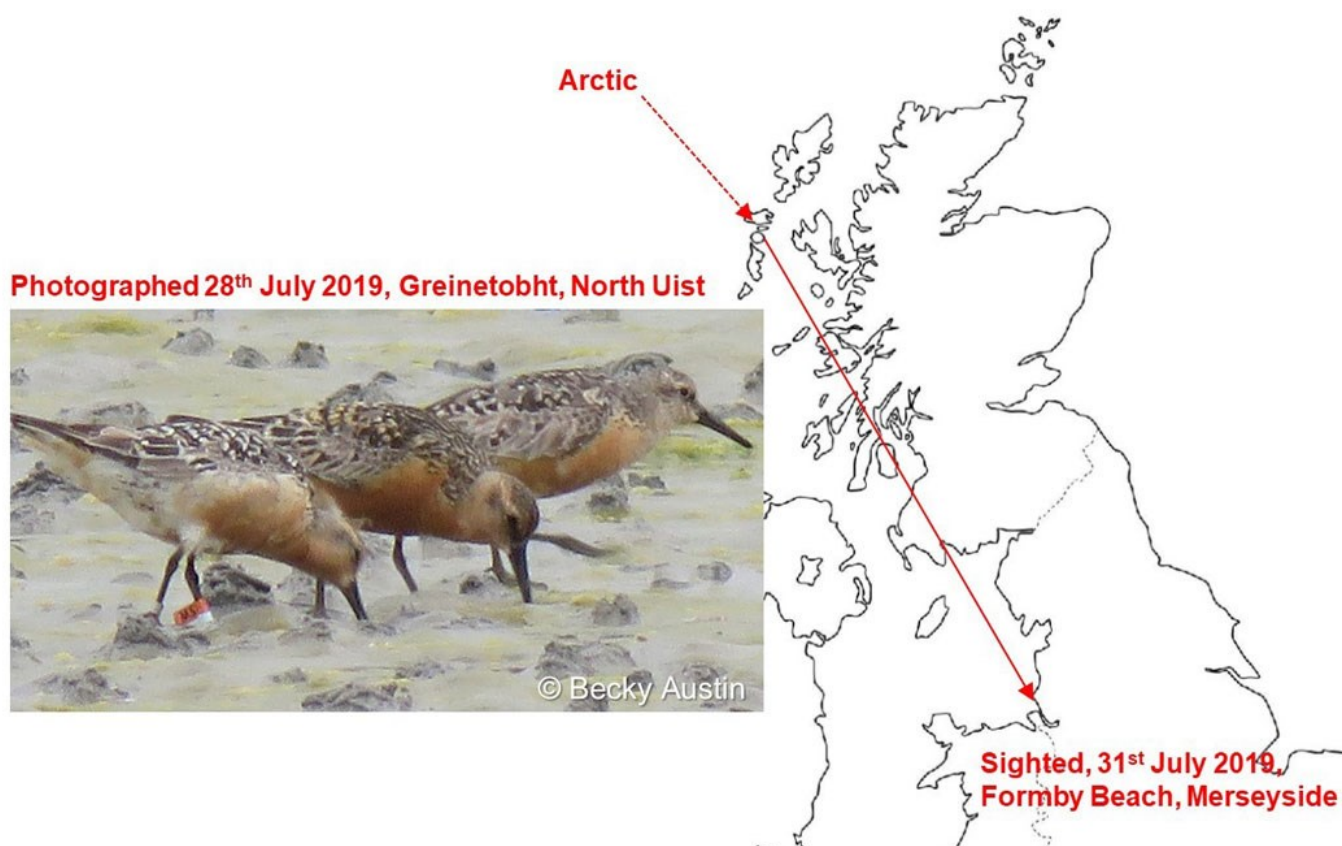 Arctic
Photographed 28th July 2019, Greinetobht, North Uist
© Becky Austin
Sighted, 31st July 2019,
Formby Beach, Merseyside